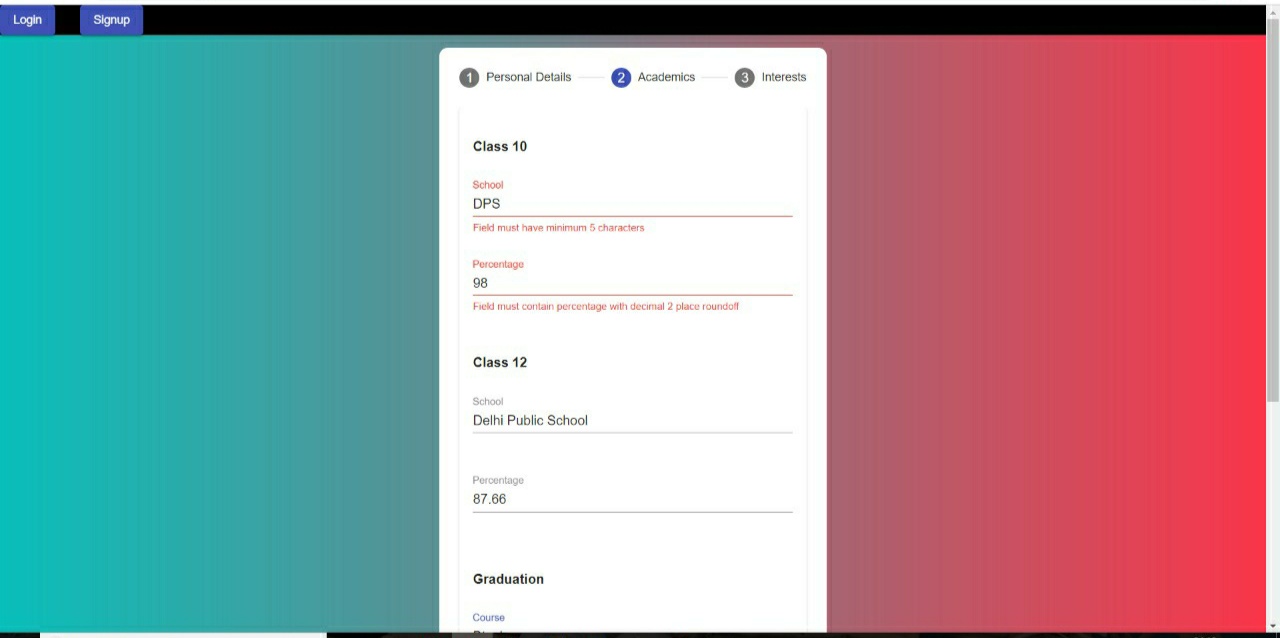 Login Signup
1 Personal Details 2 Academics 3 Interests
Class 10
School
DPS
Field must have minimum 5 characters
Percentage
98
Field must contain percentage with decimal 2 place roundoff
Class 12
School
Delhi Public School
Percentage
87.66
Graduation
Course